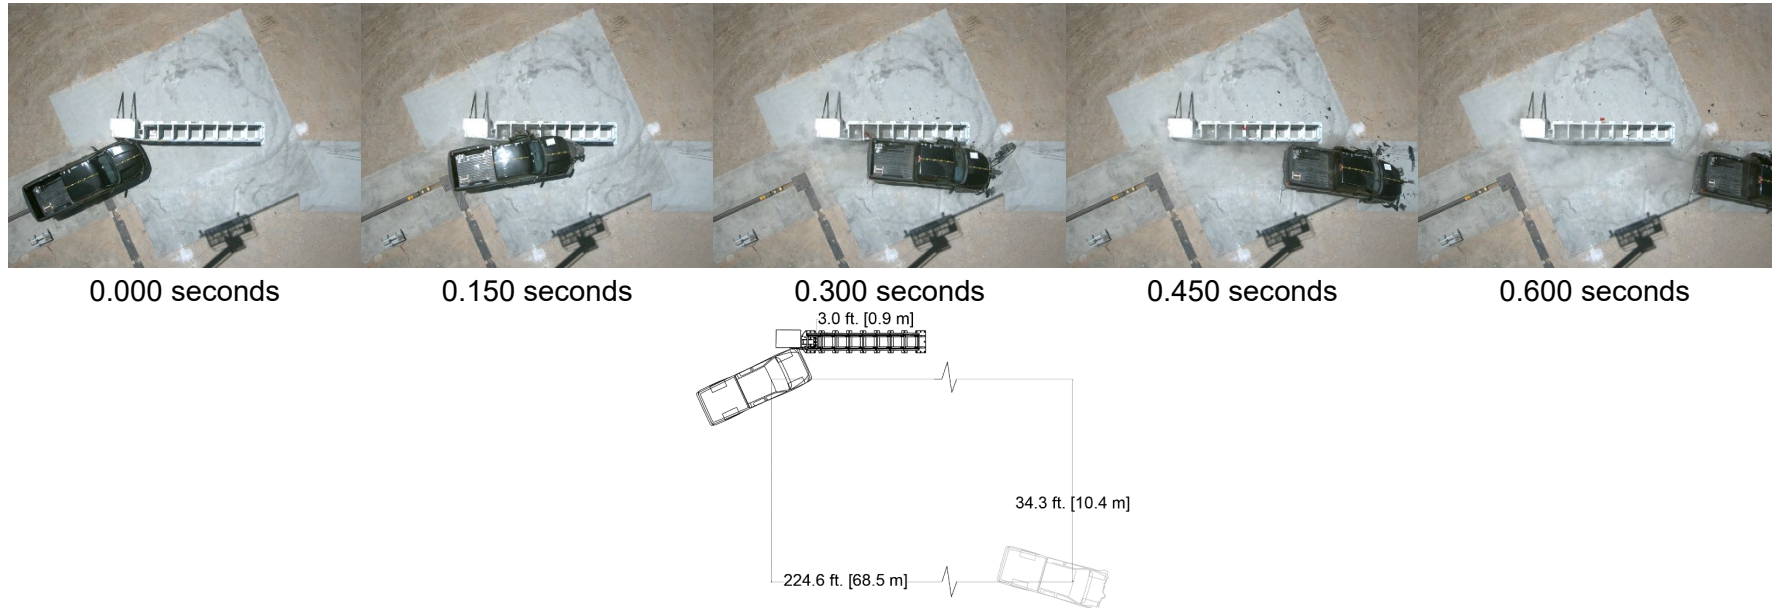 0.000 seconds
0.150 seconds
0.300 seconds
0.450 seconds
0.600 seconds
3.0 ft. [0.9 m]
34.3 ft. [10.4 m]
224.6 ft. [68.5 m]